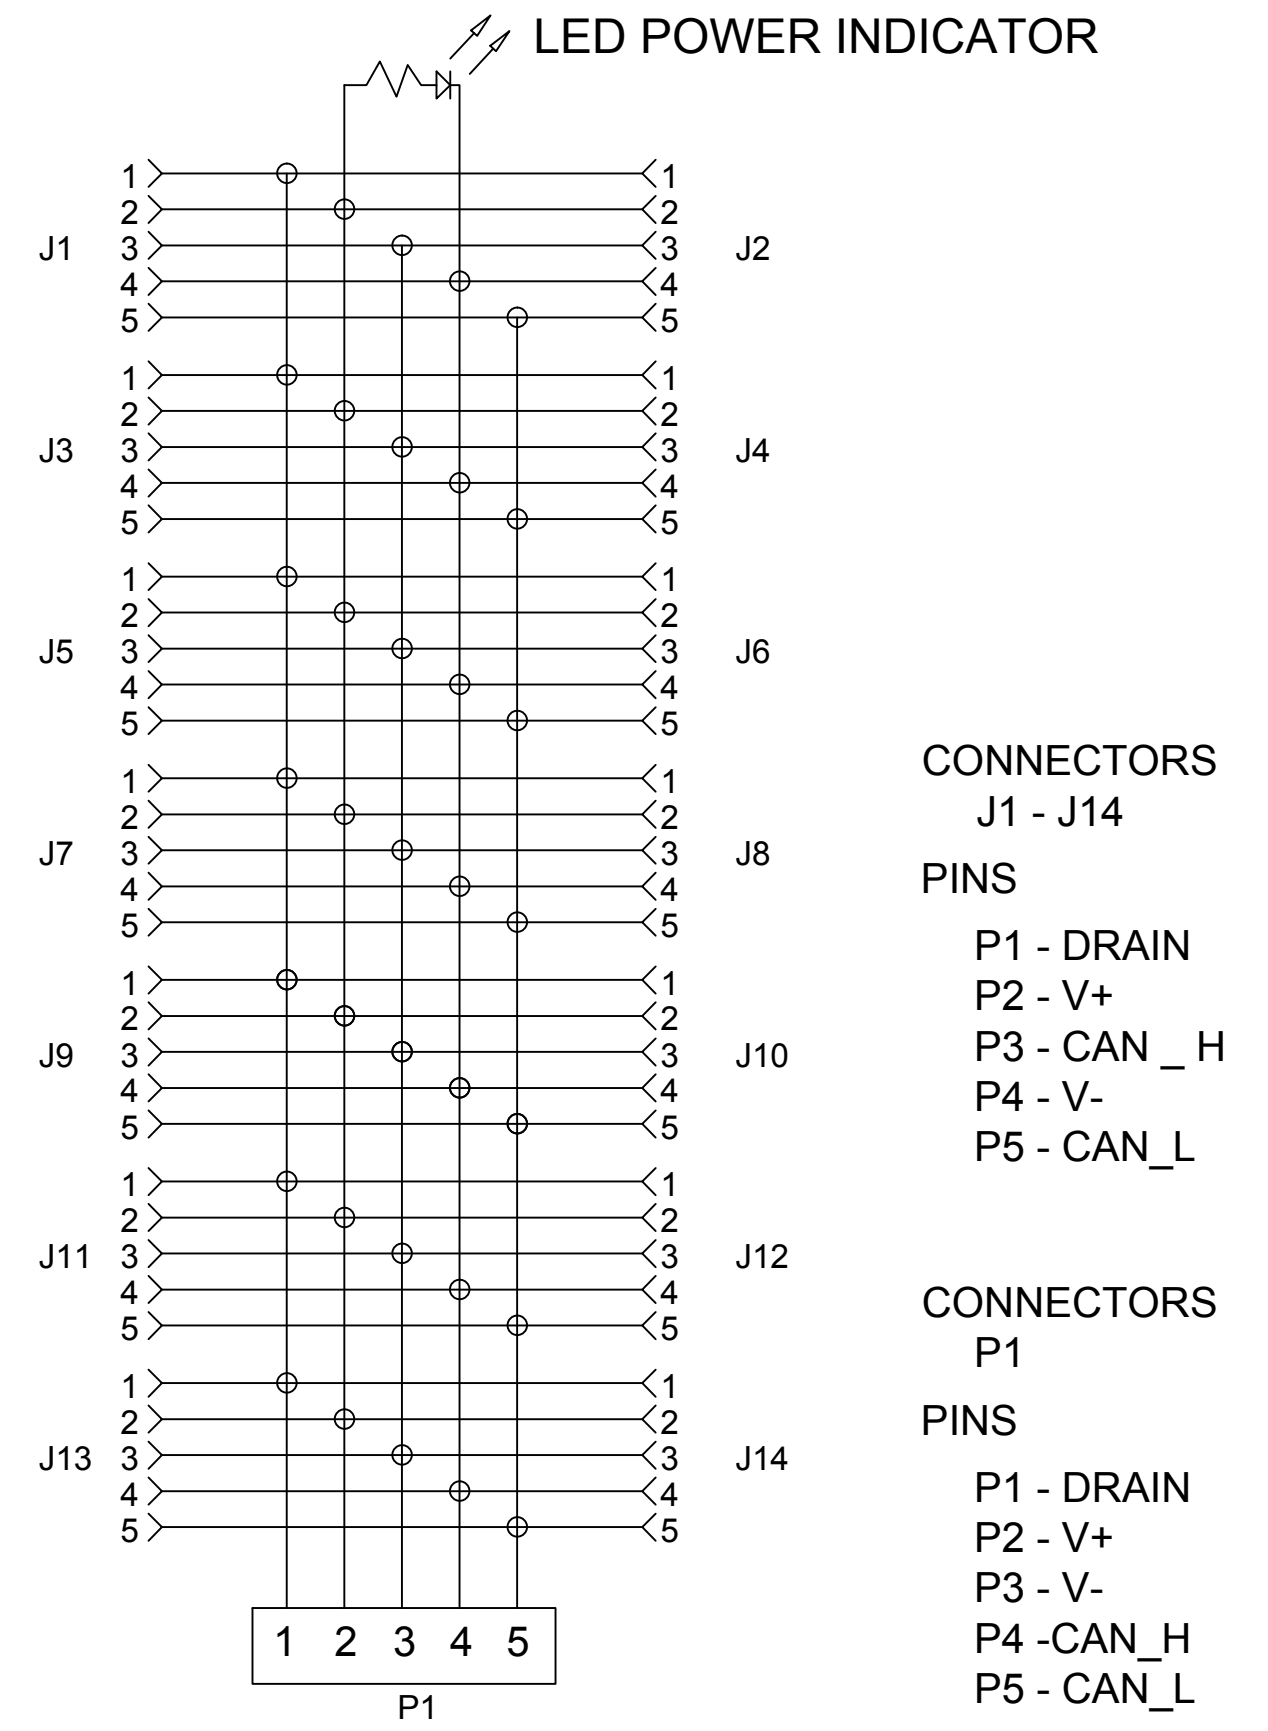 LED POWER INDICATOR
1 1
2 2
J1 3 3 J2
4 4
5 5
1 1
2 2
J3 3 3 J4
4 4
5 5
1 1
2 2
J5 3 3 J6
4 4
5 5
1 1
2 2
J7 3 3 J8
4 4
5 5
1 1
2 2
J9 3 3 J10
4 4
5 5
1 1
2 2
J11 3 3 J12
4 4
5 5
1 1
2 2
J13 3 3 J14
4 4
5 5
1 2 3 4 5
P1
CONNECTORS
J1 - J14
PINS
P1 - DRAIN
P2 - V+
P3 - CAN _ H
P4 - V-
P5 - CAN_L
CONNECTORS
P1
PINS
P1 - DRAIN
P2 - V+
P3 - V-
P4 -CAN_H
P5 - CAN_L